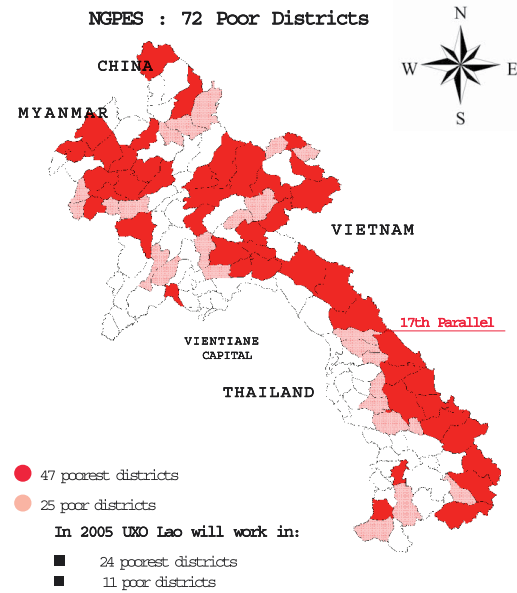 NGPES : 72 Poor Districts
N
W
E
S
CHINA
MYANMAR
VIETNAM
17th Parallel
VIENTIANE
CAPITAL
THAILAND
47 poorest districts
25 poor districts
In 2005 UXO Lao will work in:
24 poorest districts
11 poor districts